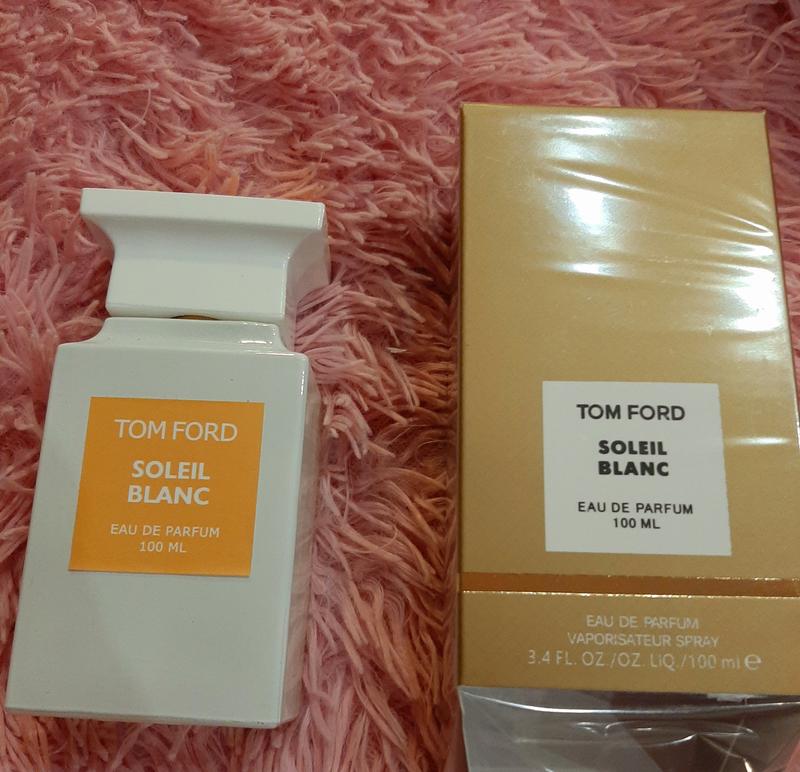 TOM FORD
SOLEIL
BLANC
EAU DE PARFUM
100 ML
TOM FORD
SOLEIL
BLANC
EAU DE PARFUM
100 ML
EAU DE PARFUM
VAPORISATEUR SPRAY
3.4 FL. OZ./OZ. LIQ./100 ml ℮